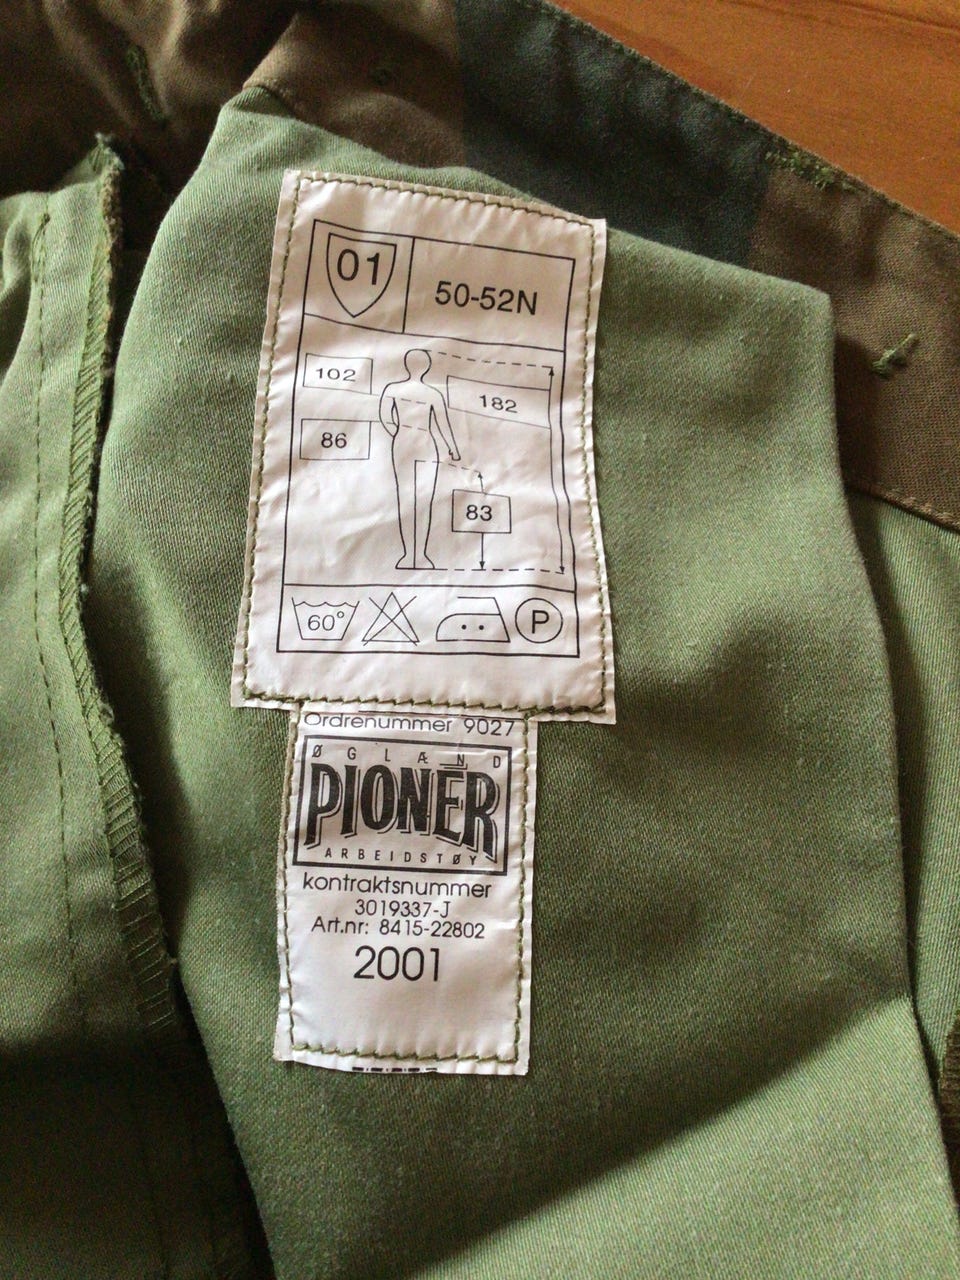 01
50-52N
102
182
86
83
60°
P
Ordrenummer 9027
ØGLÆND
PIONER
ARBEIDSTØY
kontraktsnummer
3019337-J
Art.nr: 8415-22802
2001